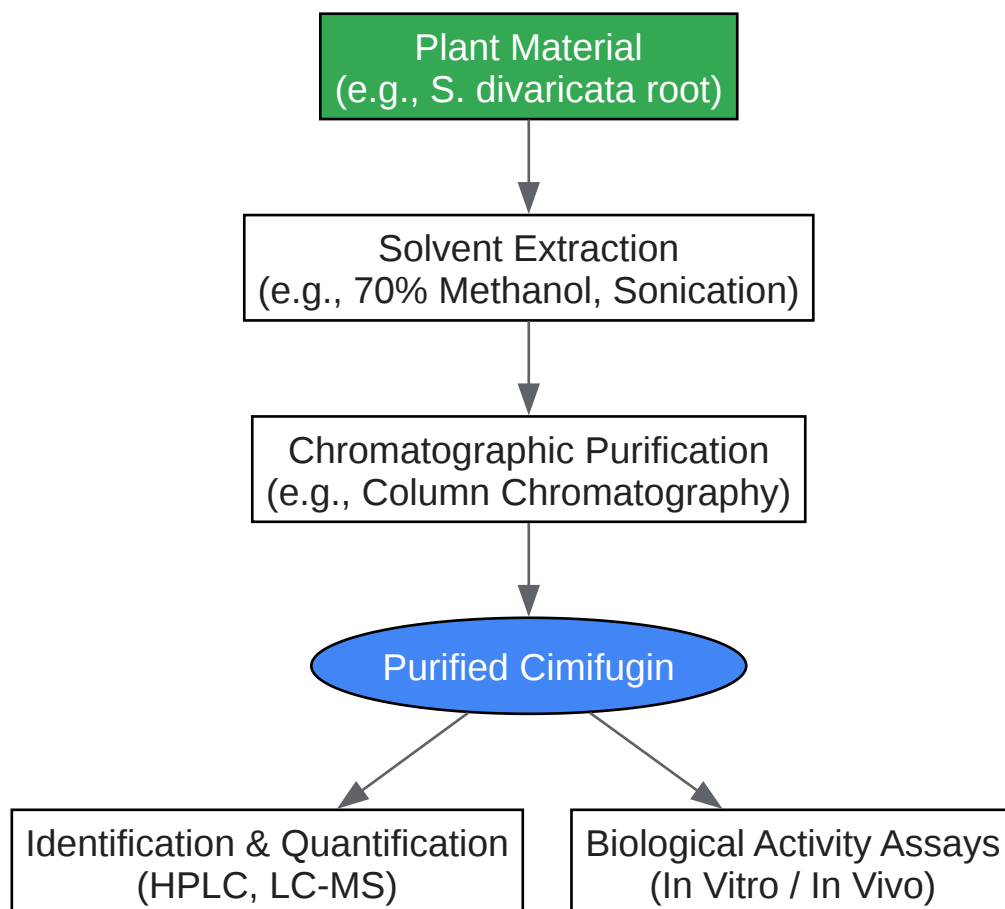 Plant Material
(e.g., S. divaricata root)
Solvent Extraction
(e.g., 70% Methanol, Sonication)
Chromatographic Purification
(e.g., Column Chromatography)
Purified Cimifugin
Identification & Quantification
(HPLC, LC-MS)
Biological Activity Assays
(In Vitro / In Vivo)